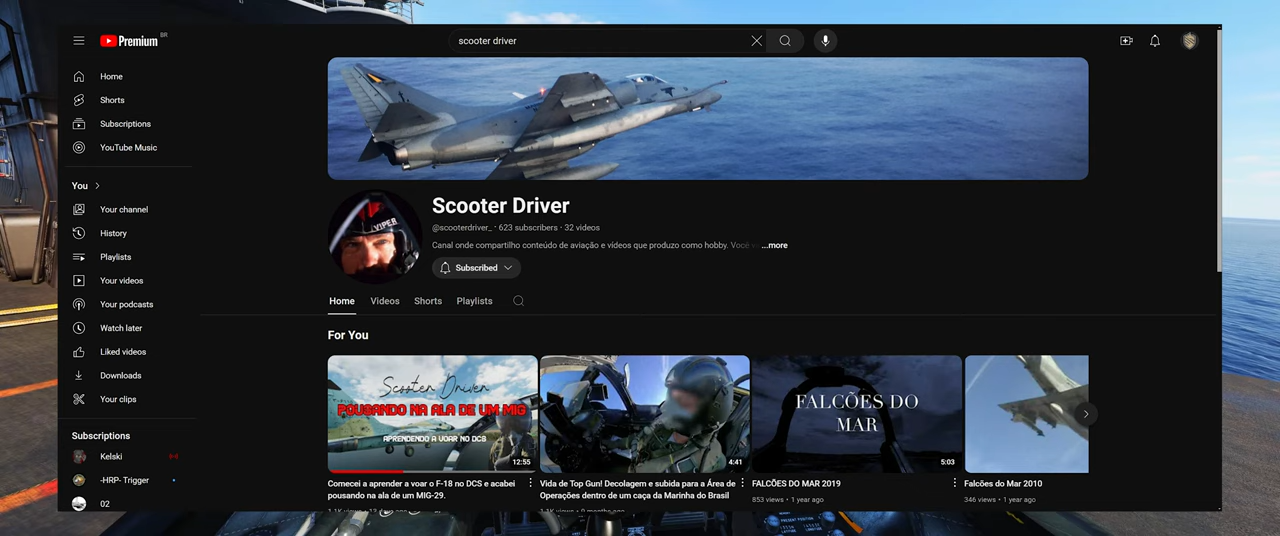 Premium BR
scooter driver
Home
Shorts
Subscriptions
YouTube Music
You
Your channel
History
Playlists
Your videos
Your podcasts
Watch later
Liked videos
Downloads
Your clips
Subscriptions
Kelski
-HRP- Trigger
02
VIPER
Scooter Driver
@scooterdriver_ · 623 subscribers · 32 videos
Canal onde compartilho conteúdo de aviação e vídeos que produzo como hobby. Você ...more
Subscribed
Home Videos Shorts Playlists
For You
Scooter Driver
POUSANDO NA ALA DE UM MIG
APRENDENDO A VOAR NO DCS
12:55
Comecei a aprender a voar o F-18 no DCS e acabei
pousando na ala de um MIG-29.
4:41
Vida de Top Gun! Decolagem e subida para a Área de
Operações dentro de um caça da Marinha do Brasil
FALCÕES DO
MAR
5:03
FALCÕES DO MAR 2019
853 views · 1 year ago
Falcões do Mar 2010
346 views · 1 year ago